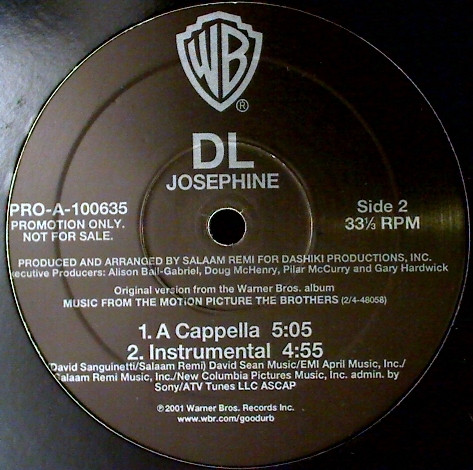 WB
®
DL
JOSEPHINE
PRO-A-100635
PROMOTION ONLY.
NOT FOR SALE.
Side 2
33⅓ RPM
PRODUCED AND ARRANGED BY SALAAM REMI FOR DASHIKI PRODUCTIONS, INC.
ecutive Producers: Alison Ball-Gabriel, Doug McHenry, Pilar McCurry and Gary Hardwick
Original version from the Warner Bros. album
MUSIC FROM THE MOTION PICTURE THE BROTHERS (2/4-48058)
1. A Cappella 5:05
2. Instrumental 4:55
David Sanguinetti/Salaam Remi) David Sean Music/EMI April Music, Inc./
Salaam Remi Music, Inc./New Columbia Pictures Music, Inc. admin. by
Sony/ATV Tunes LLC ASCAP
℗2001 Warner Bros. Records Inc.
www.wbr.com/goodurb